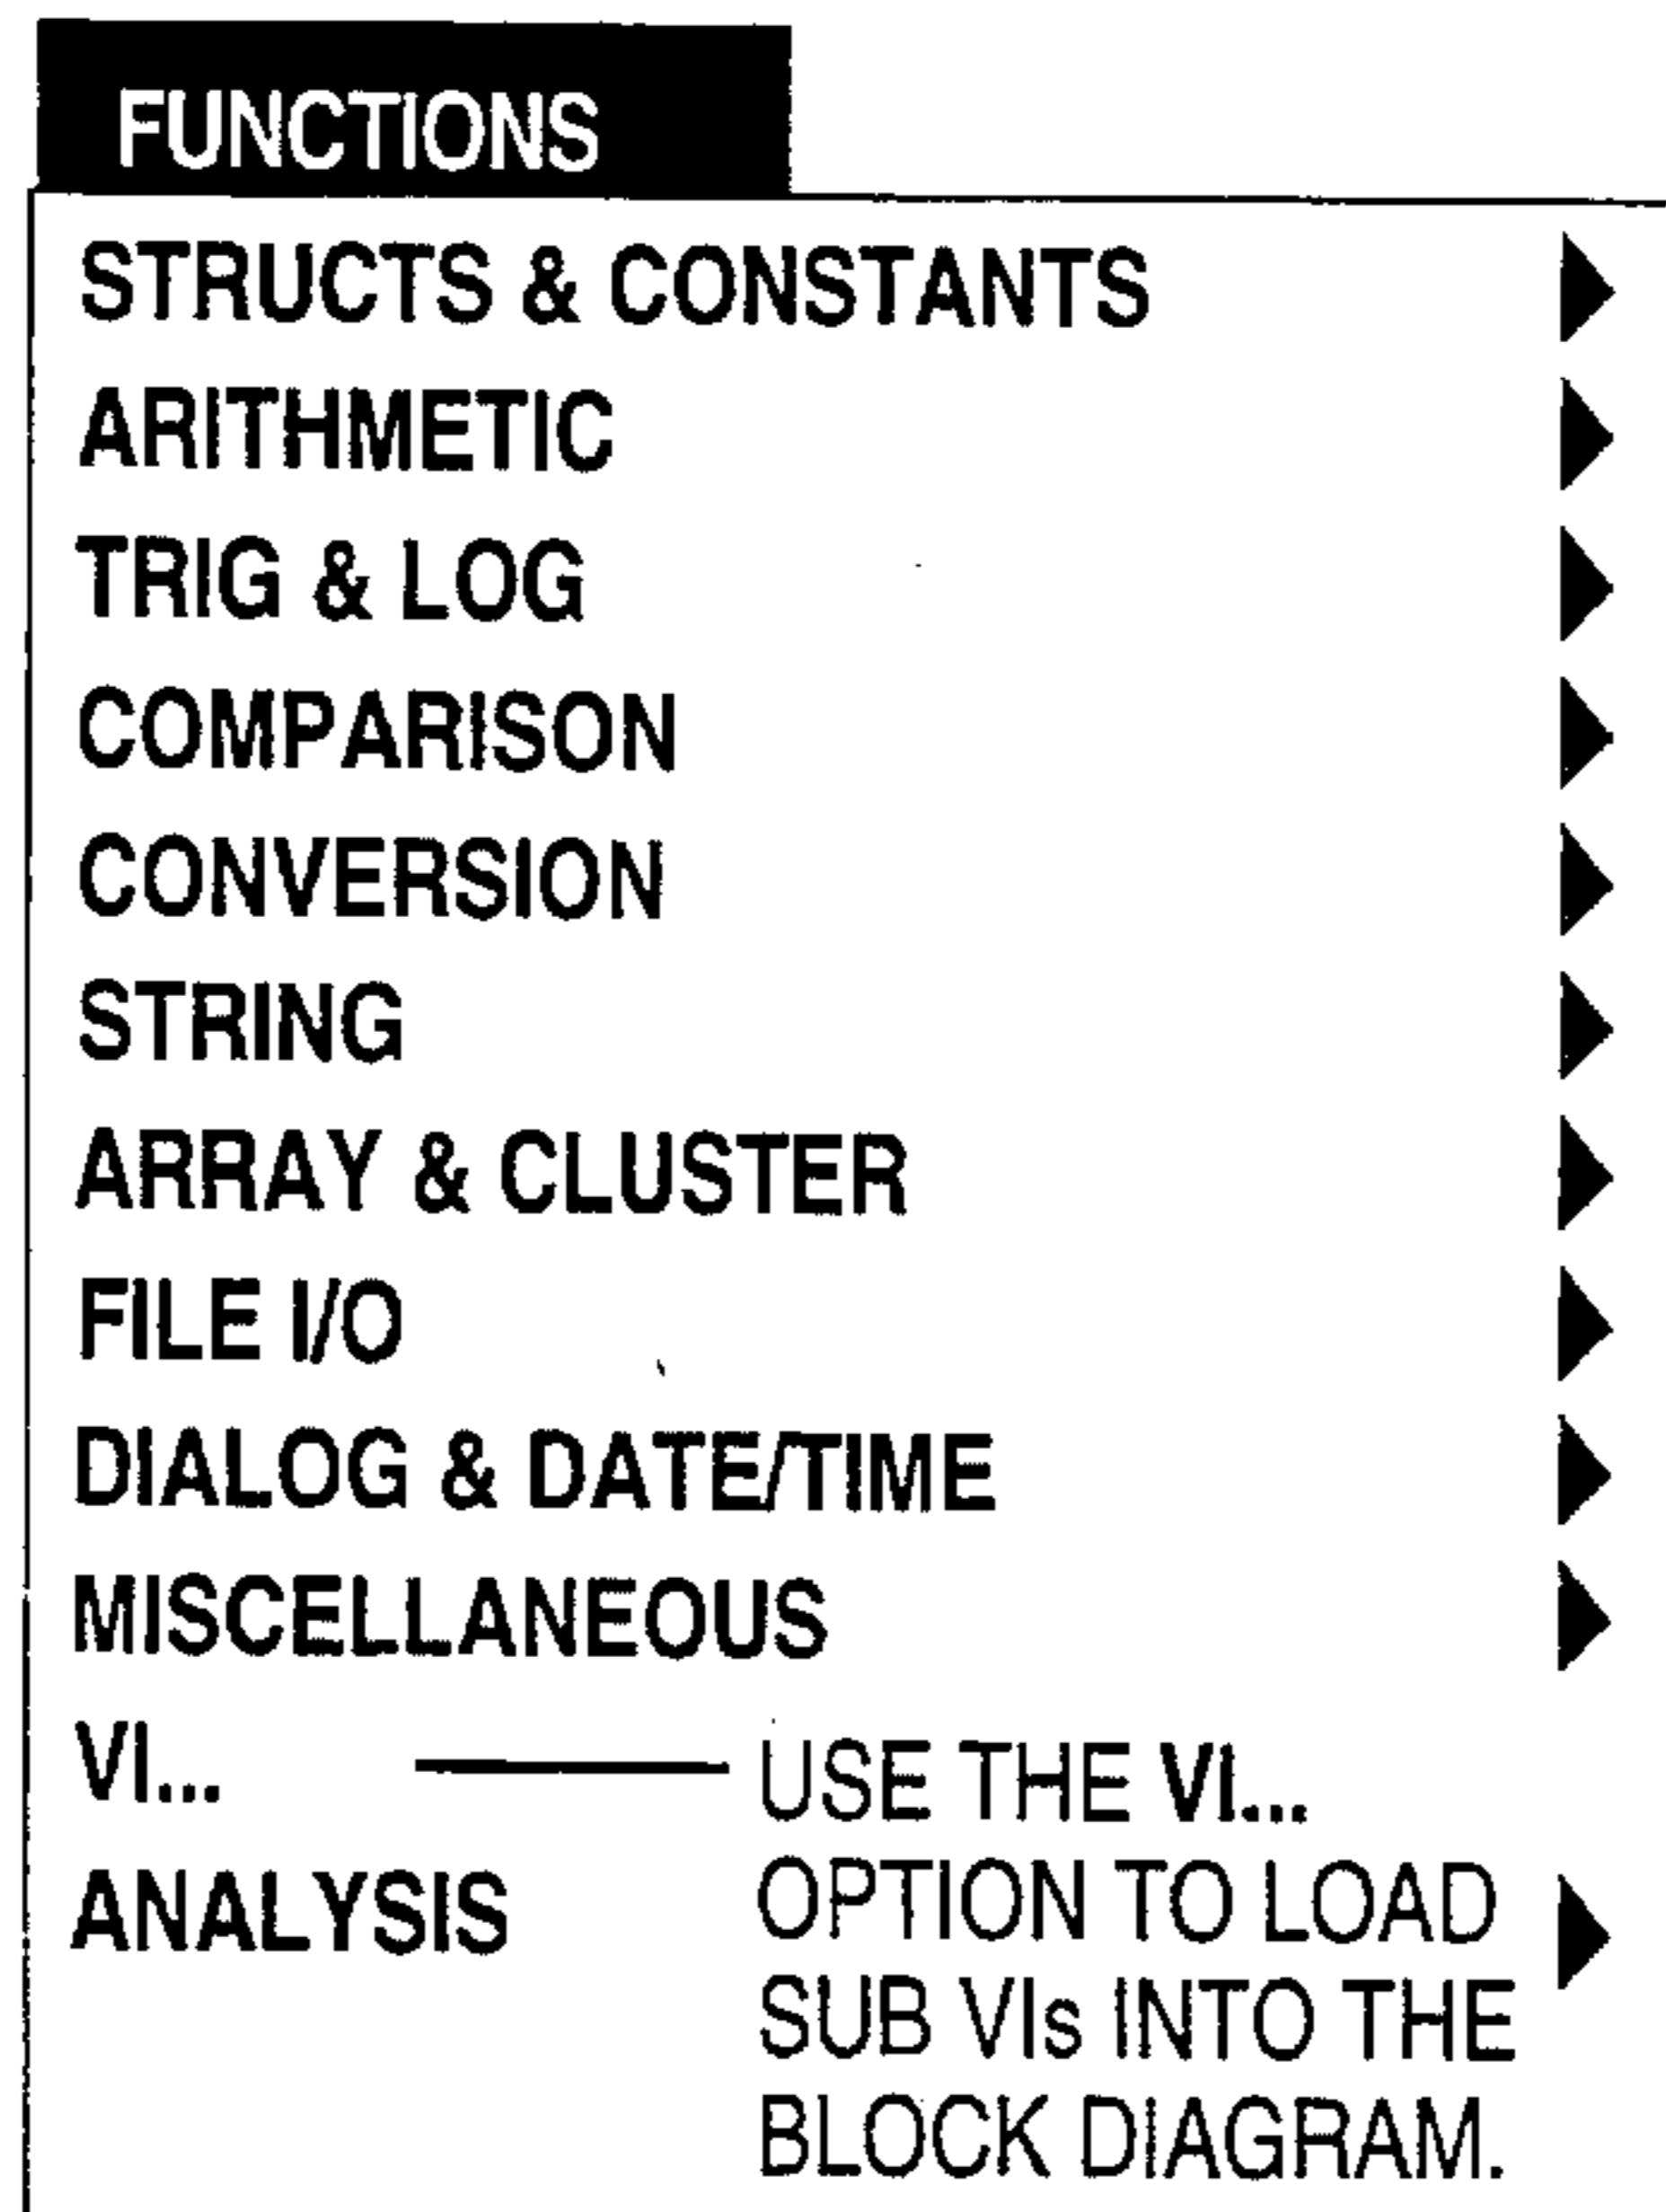 FUNCTIONS
STRUCTS & CONSTANTS
ARITHMETIC
TRIG & LOG
COMPARISON
CONVERSION
STRING
ARRAY & CLUSTER
FILE I/O
DIALOG & DATE/TIME
MISCELLANEOUS
VI...
USE THE VI...
ANALYSIS
OPTION TO LOAD
SUB VIs INTO THE
BLOCK DIAGRAM.